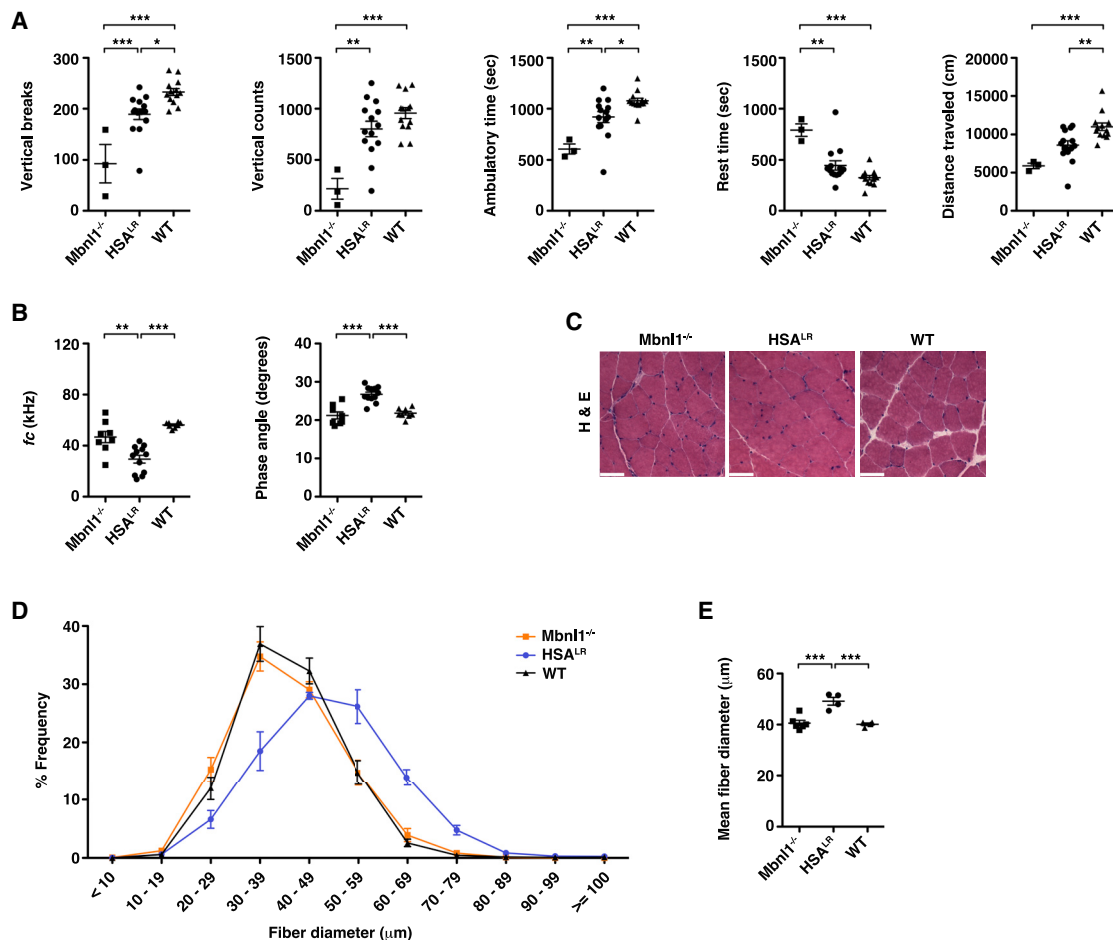 A
*** *** *** *** ***
*** * ** ** * ** **
Vertical breaks
300
200
100
0
Mbnl1-/-
HSALR
WT
Vertical counts
1500
1000
500
0
Mbnl1-/-
HSALR
WT
Ambulatory time (sec)
1500
1000
500
0
Mbnl1-/-
HSALR
WT
Rest time (sec)
1500
1000
500
0
Mbnl1-/-
HSALR
WT
Distance traveled (cm)
20000
15000
10000
5000
0
Mbnl1-/-
HSALR
WT
B
** ***
fc (kHz)
120
80
40
0
Mbnl1-/-
HSALR
WT
*** ***
Phase angle (degrees)
40
30
20
10
0
Mbnl1-/-
HSALR
WT
C
Mbnl1-/- HSALR WT
H & E
D
% Frequency
40
30
20
10
0
< 10
10 - 19
20 - 29
30 - 39
40 - 49
50 - 59
60 - 69
70 - 79
80 - 89
90 - 99
>= 100
Fiber diameter (μm)
Mbnl1-/-
HSALR
WT
E
*** ***
Mean fiber diameter (μm)
60
40
20
0
Mbnl1-/-
HSALR
WT